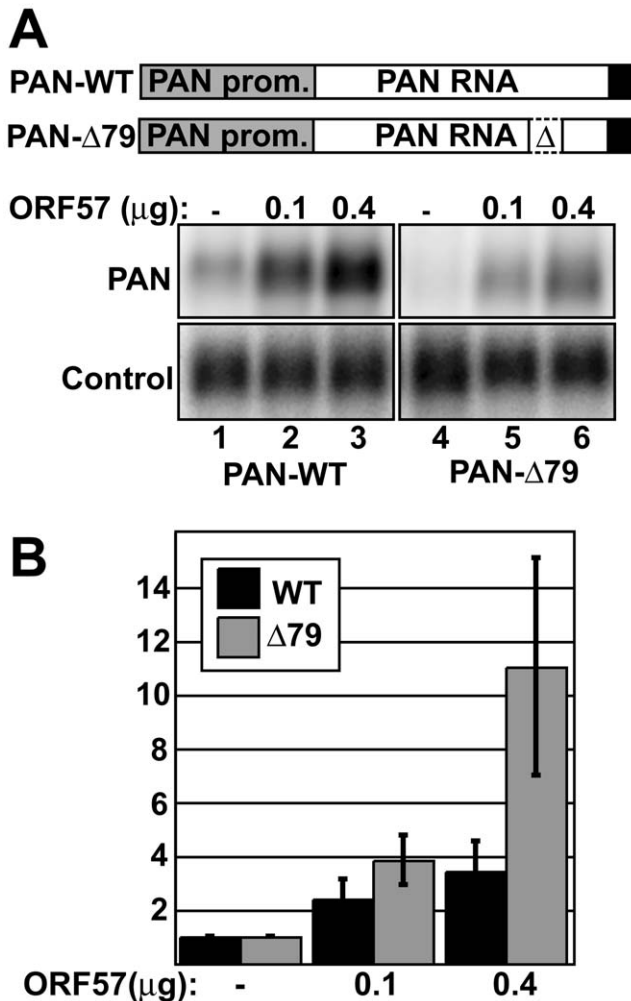 A
PAN-WT PAN prom. PAN RNA
PAN-Δ79 PAN prom. PAN RNA Δ
ORF57 (μg): - 0.1 0.4 - 0.1 0.4
PAN
Control
1 2 3 4 5 6
PAN-WT PAN-Δ79
B
WT
Δ79
14
12
10
8
6
4
2
ORF57(μg): - 0.1 0.4